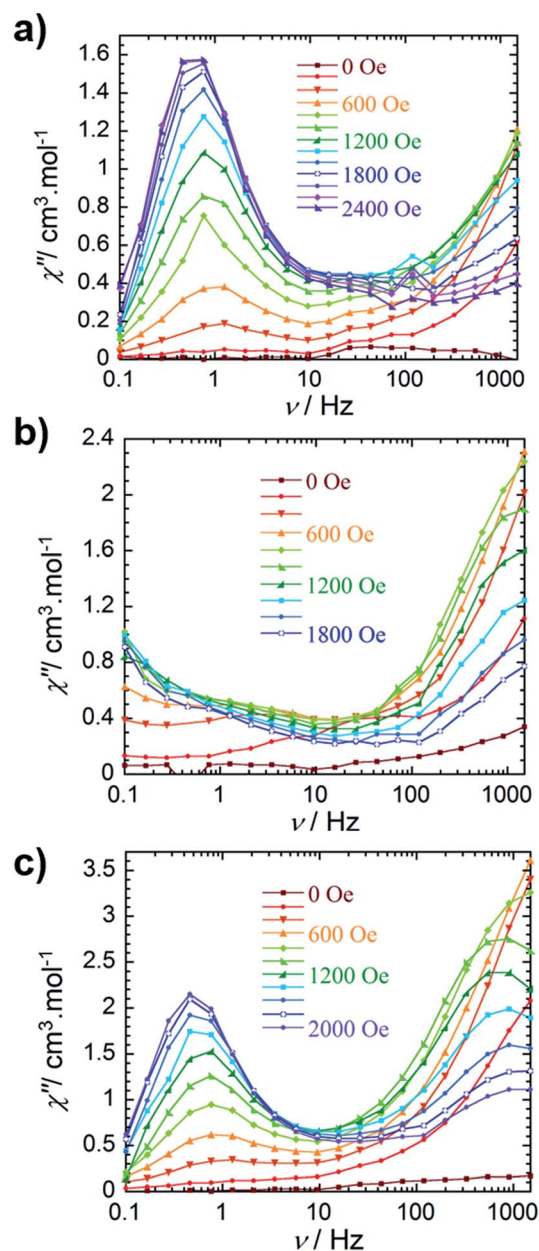 a)
1.6
1.4
1.2
1
0.8
0.6
0.4
0.2
0
χ''/ cm³.mol⁻¹
0 Oe
600 Oe
1200 Oe
1800 Oe
2400 Oe
0.1 1 10 100 1000
ν / Hz
b)
2.4
2
1.6
1.2
0.8
0.4
0
χ''/ cm³.mol⁻¹
0 Oe
600 Oe
1200 Oe
1800 Oe
0.1 1 10 100 1000
ν / Hz
c)
3.5
3
2.5
2
1.5
1
0.5
0
χ''/ cm³.mol⁻¹
0 Oe
600 Oe
1200 Oe
2000 Oe
0.1 1 10 100 1000
ν / Hz